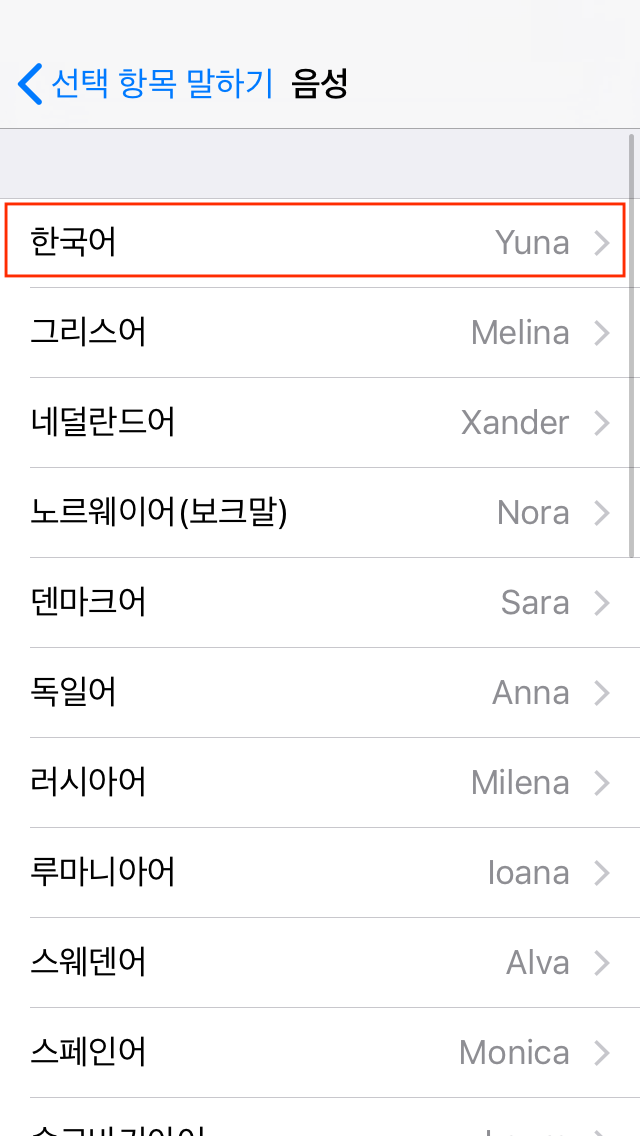 선택 항목 말하기 음성
한국어 Yuna
그리스어 Melina
네덜란드어 Xander
노르웨이어(보크말) Nora
덴마크어 Sara
독일어 Anna
러시아어 Milena
루마니아어 Ioana
스웨덴어 Alva
스페인어 Monica